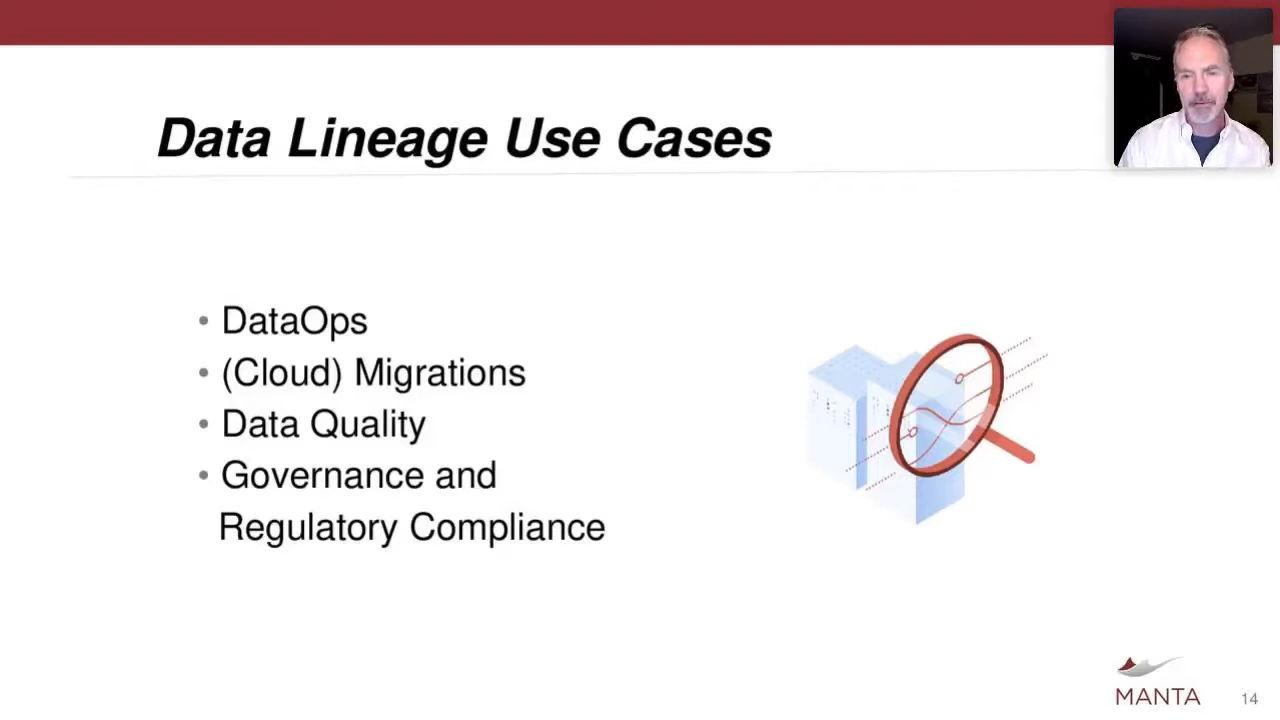 Data Lineage Use Cases
• DataOps
• (Cloud) Migrations
• Data Quality
• Governance and
Regulatory Compliance
MANTA
14